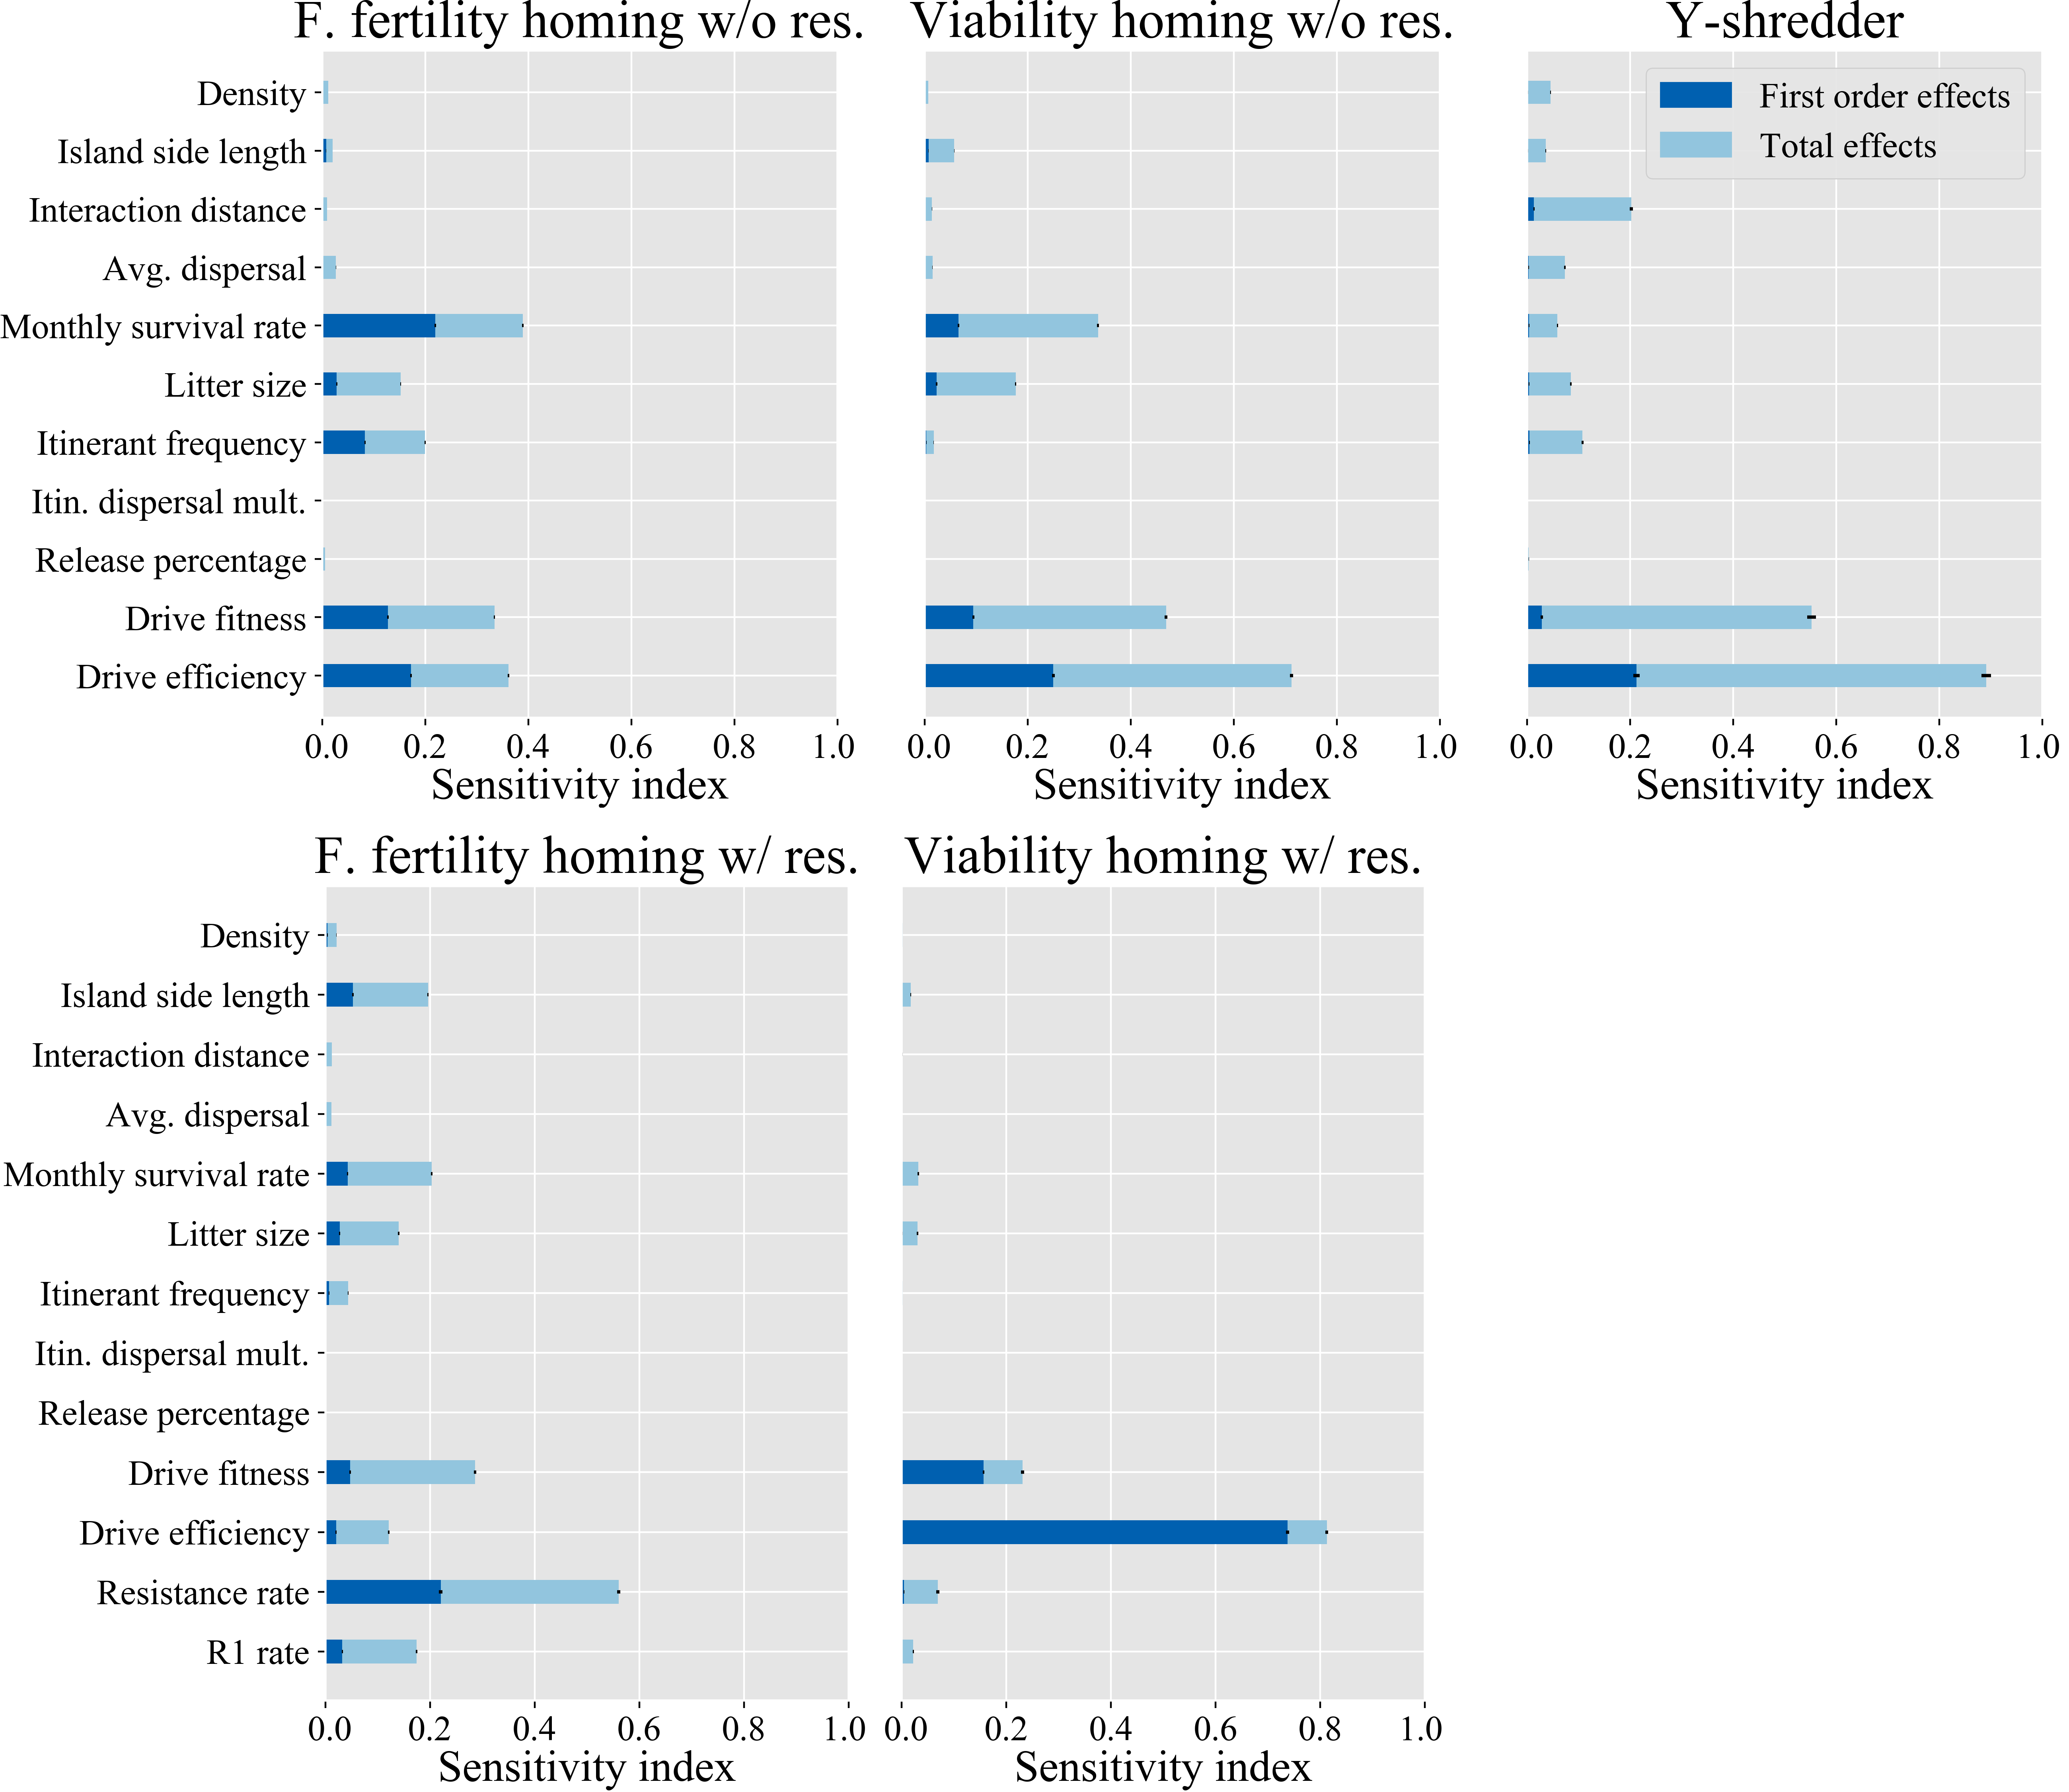 F. fertility homing w/o res.
Viability homing w/o res.
Y-shredder
First order effects
Total effects
Density
Island side length
Interaction distance
Avg. dispersal
Monthly survival rate
Litter size
Itinerant frequency
Itin. dispersal mult.
Release percentage
Drive fitness
Drive efficiency
0.0 0.2 0.4 0.6 0.8 1.0
Sensitivity index
0.0 0.2 0.4 0.6 0.8 1.0
Sensitivity index
0.0 0.2 0.4 0.6 0.8 1.0
Sensitivity index
F. fertility homing w/ res.
Viability homing w/ res.
Density
Island side length
Interaction distance
Avg. dispersal
Monthly survival rate
Litter size
Itinerant frequency
Itin. dispersal mult.
Release percentage
Drive fitness
Drive efficiency
Resistance rate
R1 rate
0.0 0.2 0.4 0.6 0.8 1.0
Sensitivity index
0.0 0.2 0.4 0.6 0.8 1.0
Sensitivity index